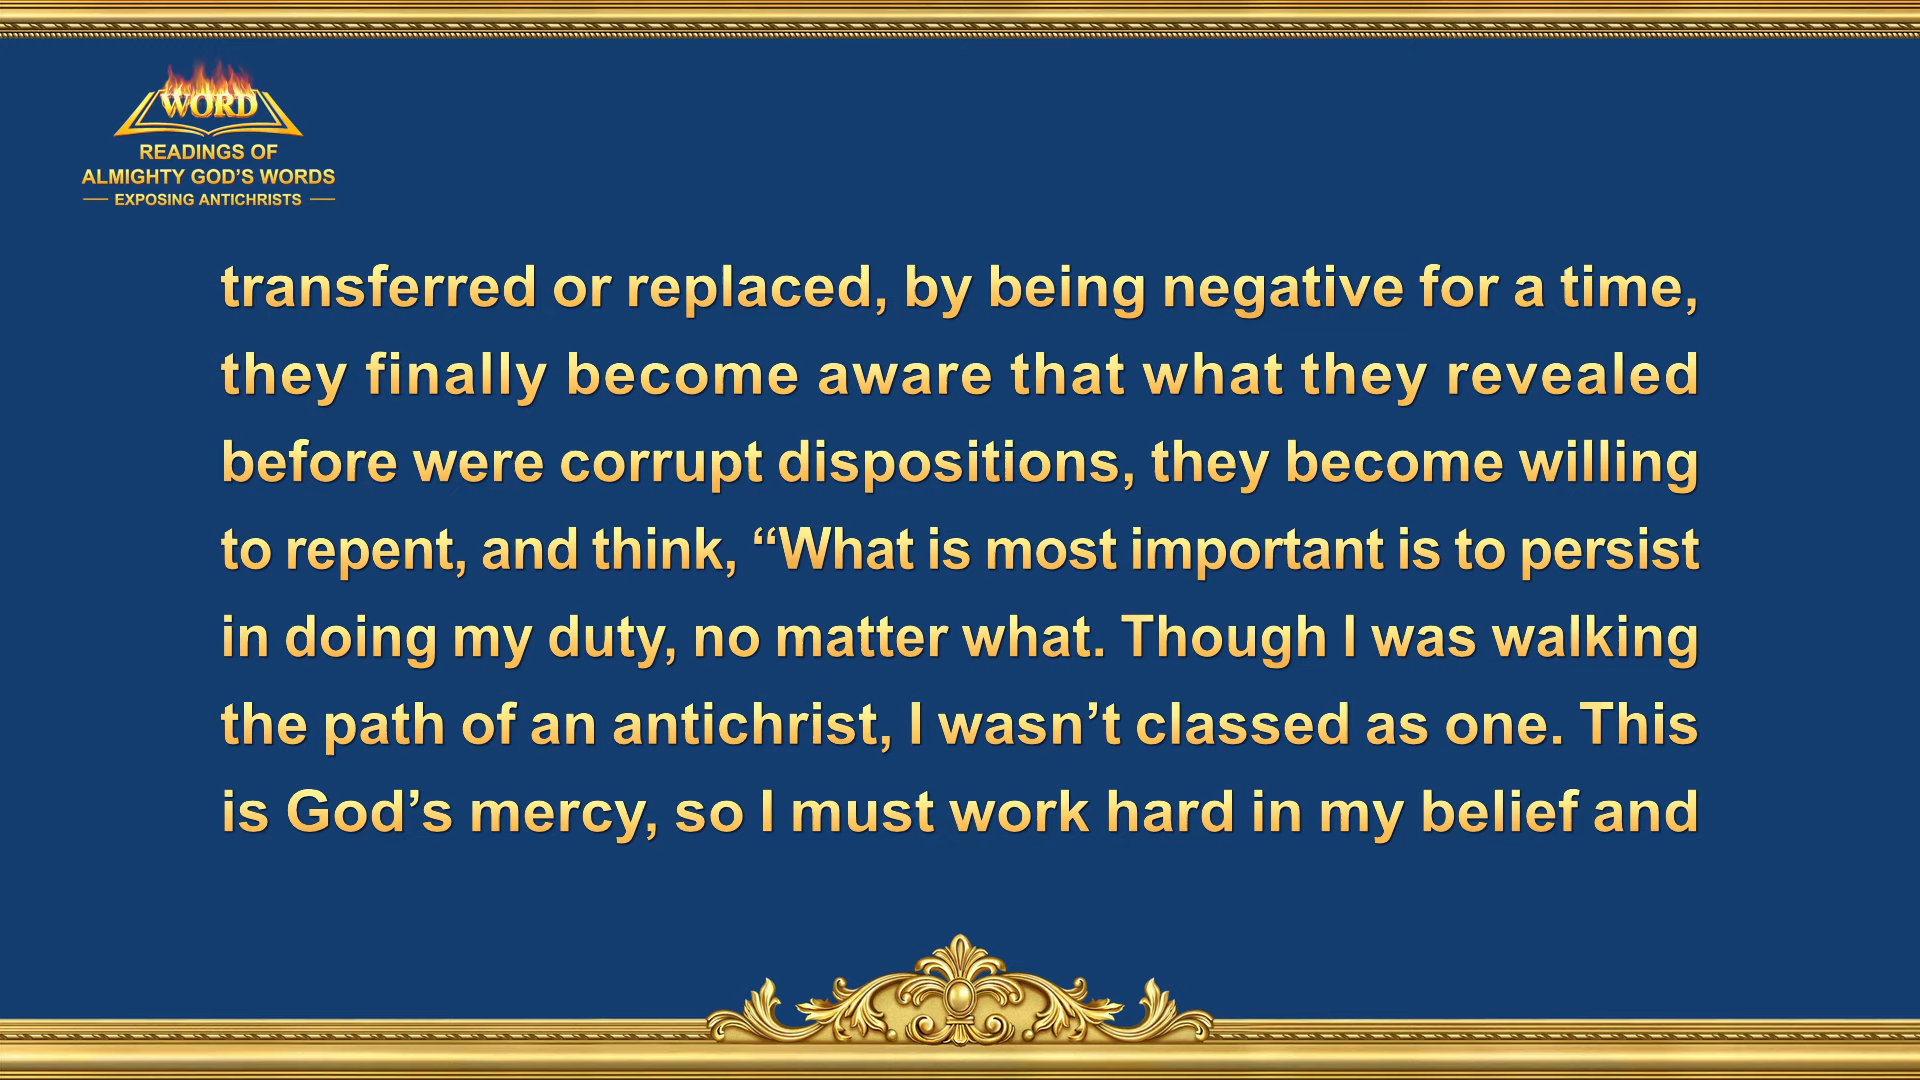 WORD
READINGS OF
ALMIGHTY GOD’S WORDS
EXPOSING ANTICHRISTS
transferred or replaced, by being negative for a time,
they finally become aware that what they revealed
before were corrupt dispositions, they become willing
to repent, and think, “What is most important is to persist
in doing my duty, no matter what. Though I was walking
the path of an antichrist, I wasn’t classed as one. This
is God’s mercy, so I must work hard in my belief and